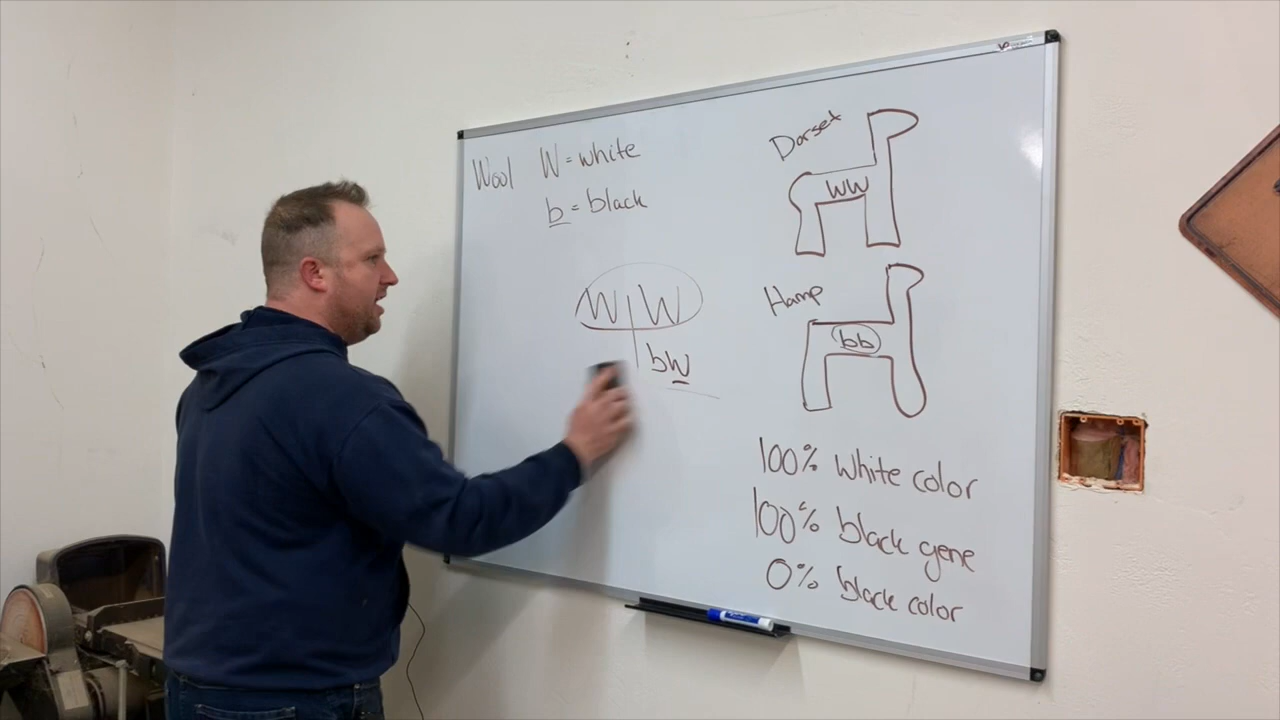 Wool W = white
b = black
W W
bW
Dorset
WW
Hamp
bb
100% white color
100% black gene
0% black color